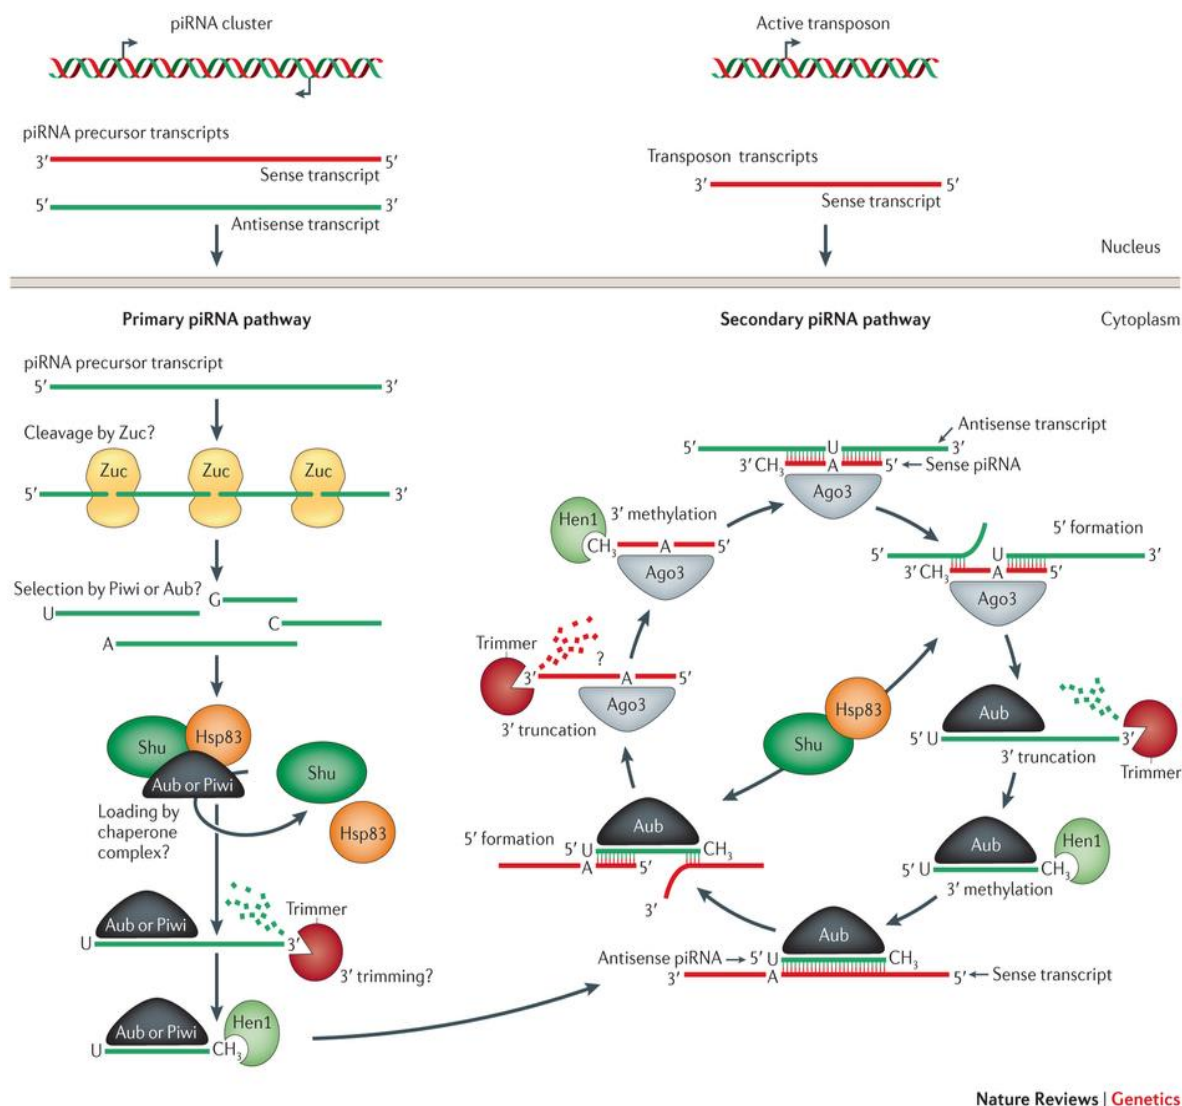 piRNA cluster
Active transposon
piRNA precursor transcripts
3′ 5′
Sense transcript
5′ 3′
Antisense transcript
Transposon transcripts
3′ 5′
Sense transcript
Nucleus
Primary piRNA pathway
Secondary piRNA pathway
Cytoplasm
piRNA precursor transcript
5′ 3′
Cleavage by Zuc?
Zuc Zuc Zuc
5′ 3′
Selection by Piwi or Aub?
G
U
C
A
Shu
Hsp83
Aub or Piwi
Shu
Hsp83
Loading by
chaperone
complex?
Aub or Piwi
Trimmer
U 3′
3′ trimming?
Aub or Piwi
Hen1
U CH3
Antisense transcript
5′ U 3′
3′ CH3 A 5′
Sense piRNA
Ago3
5′ formation
5′ U 3′
3′ CH3 A 5′
Ago3
Aub
5′ U 3′
3′ truncation
Trimmer
Aub
Hen1
5′ U CH3
3′ methylation
Aub
Antisense piRNA 5′ U CH3
3′ A 5′ Sense transcript
Aub
5′ formation
5′ U CH3
A 5′
3′
Trimmer
?
3′ A 5′
Ago3
3′ truncation
Hen1
3′ methylation
CH3 A 5′
Ago3
Hsp83
Shu
Nature Reviews | Genetics